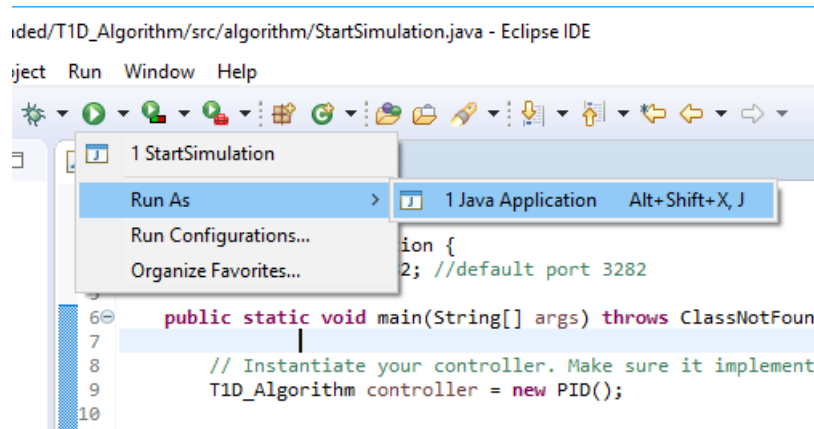 ded/T1D_Algorithm/src/algorithm/StartSimulation.java - Eclipse IDE
ject Run Window Help
1 StartSimulation
Run As > 1 Java Application Alt+Shift+X, J
Run Configurations...
ion {
Organize Favorites...
2; //default port 3282
6 public static void main(String[] args) throws ClassNotFoun
7
8 // Instantiate your controller. Make sure it implement
9 T1D_Algorithm controller = new PID();
10